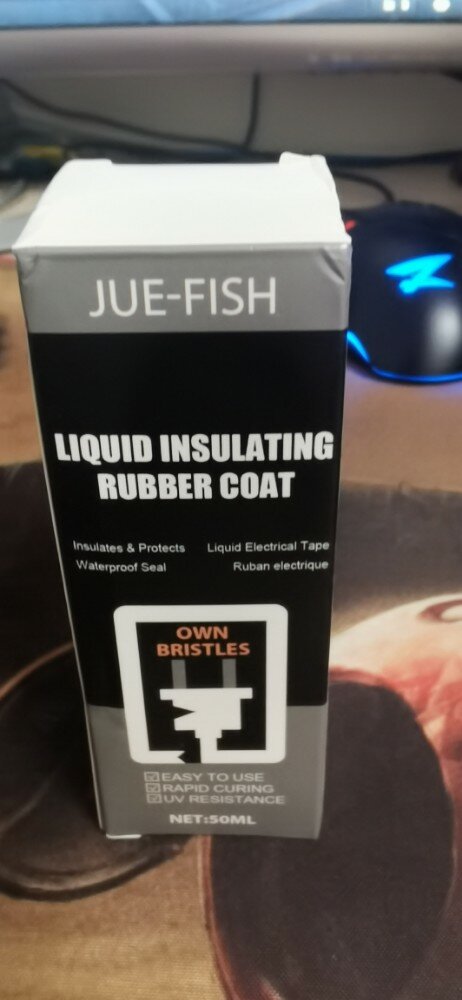 JUE-FISH
LIQUID INSULATING
RUBBER COAT
Insulates & Protects Liquid Electrical Tape
Waterproof Seal Ruban electrique
OWN
BRISTLES
EASY TO USE
RAPID CURING
UV RESISTANCE
NET:50ML